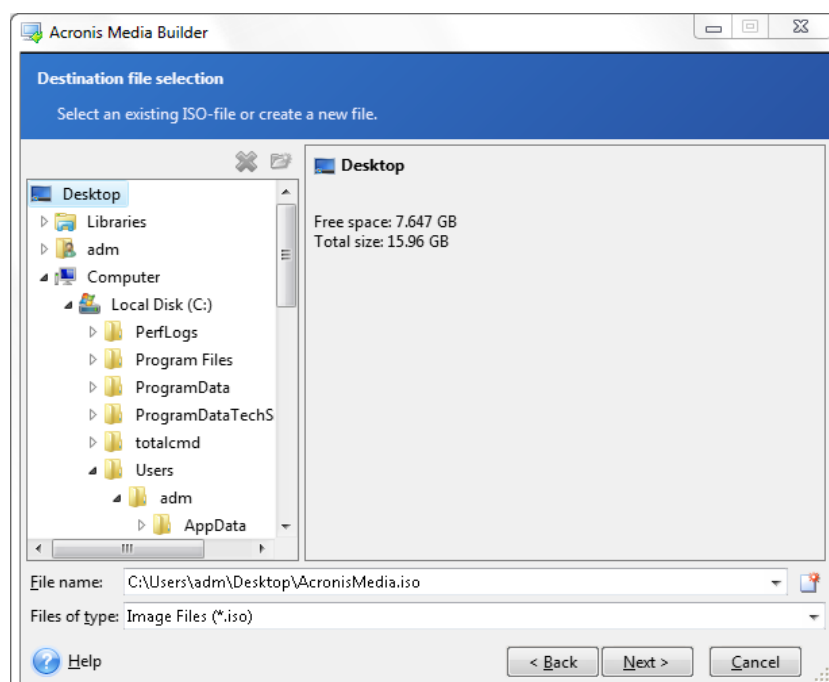 Acronis Media Builder
Destination file selection
Select an existing ISO-file or create a new file.
Desktop
Libraries
adm
Computer
Local Disk (C:)
PerfLogs
Program Files
ProgramData
ProgramDataTechS
totalcmd
Users
adm
AppData
Desktop
Free space: 7.647 GB
Total size: 15.96 GB
File name: C:\Users\adm\Desktop\AcronisMedia.iso
Files of type: Image Files (*.iso)
Help
< Back Next > Cancel